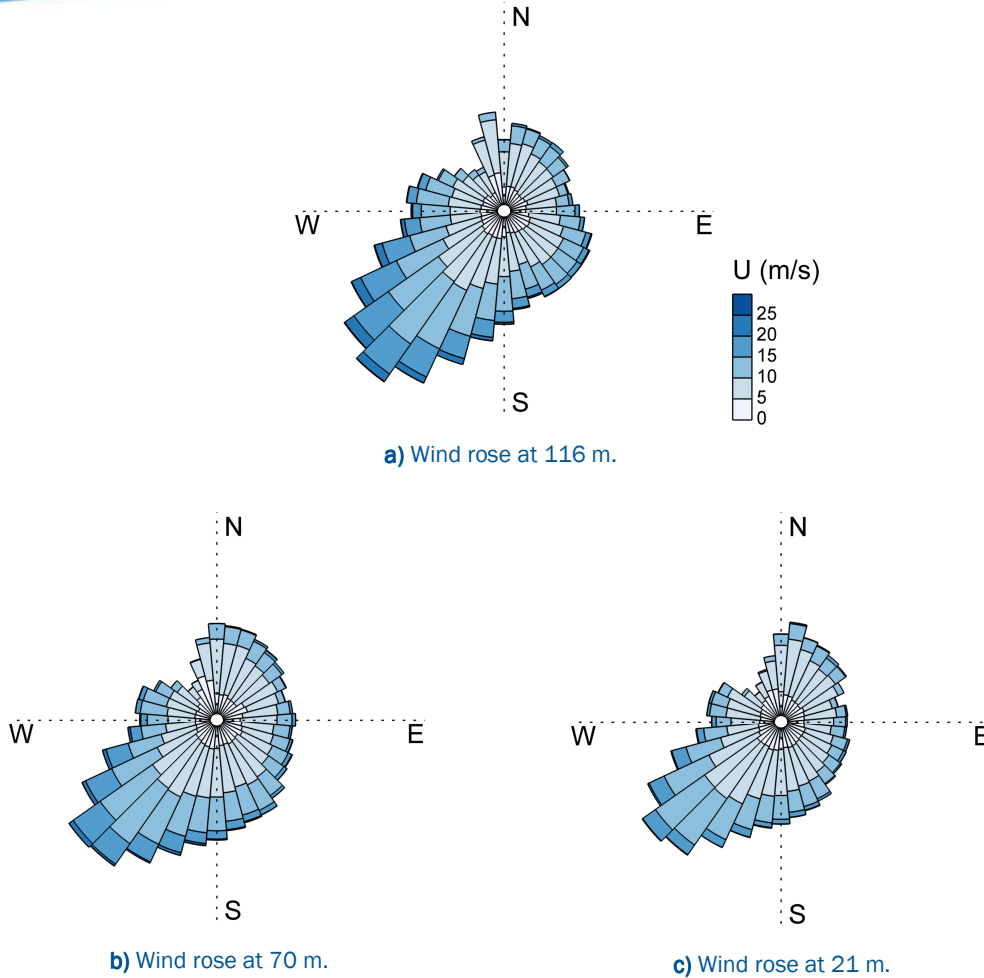 N
W
E
S
U (m/s)
25
20
15
10
5
0
a) Wind rose at 116 m.
N
W
E
S
b) Wind rose at 70 m.
N
W
E
S
c) Wind rose at 21 m.